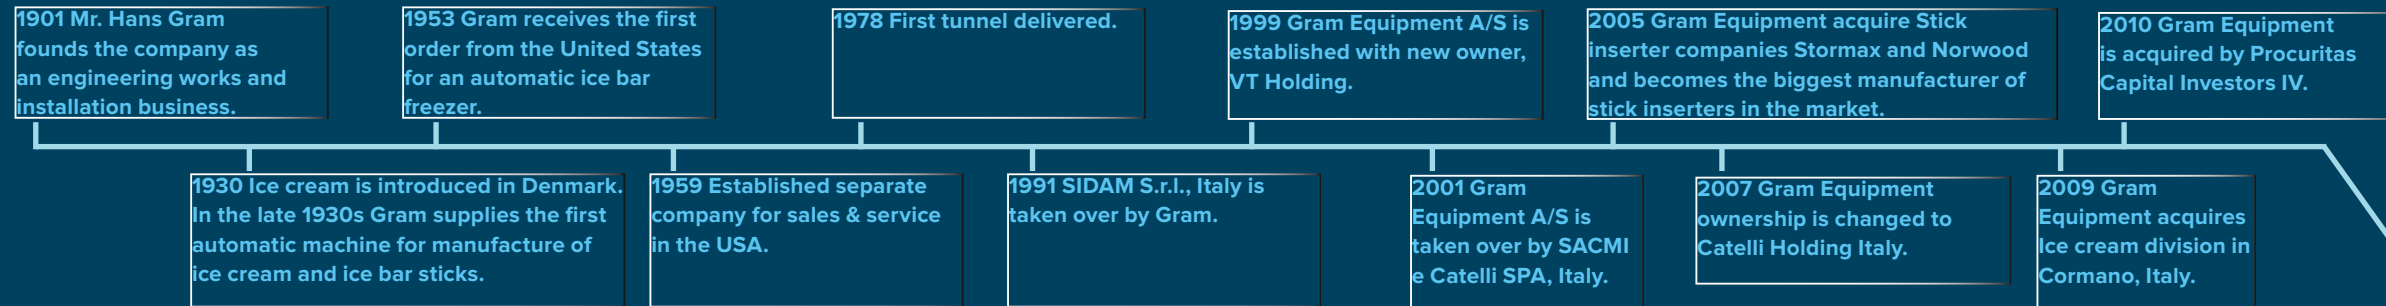 1901 Mr. Hans Gram
founds the company as
an engineering works and
installation business.
1930 Ice cream is introduced in Denmark.
In the late 1930s Gram supplies the first
automatic machine for manufacture of
ice cream and ice bar sticks.
1953 Gram receives the first
order from the United States
for an automatic ice bar
freezer.
1959 Established separate
company for sales & service
in the USA.
1978 First tunnel delivered.
1991 SIDAM S.r.l., Italy is
taken over by Gram.
1999 Gram Equipment A/S is
established with new owner,
VT Holding.
2001 Gram
Equipment A/S is
taken over by SACMI
e Catelli SPA, Italy.
2005 Gram Equipment acquire Stick
inserter companies Stormax and Norwood
and becomes the biggest manufacturer of
stick inserters in the market.
2007 Gram Equipment
ownership is changed to
Catelli Holding Italy.
2009 Gram
Equipment acquires
Ice cream division in
Cormano, Italy.
2010 Gram Equipment
is acquired by Procuritas
Capital Investors IV.